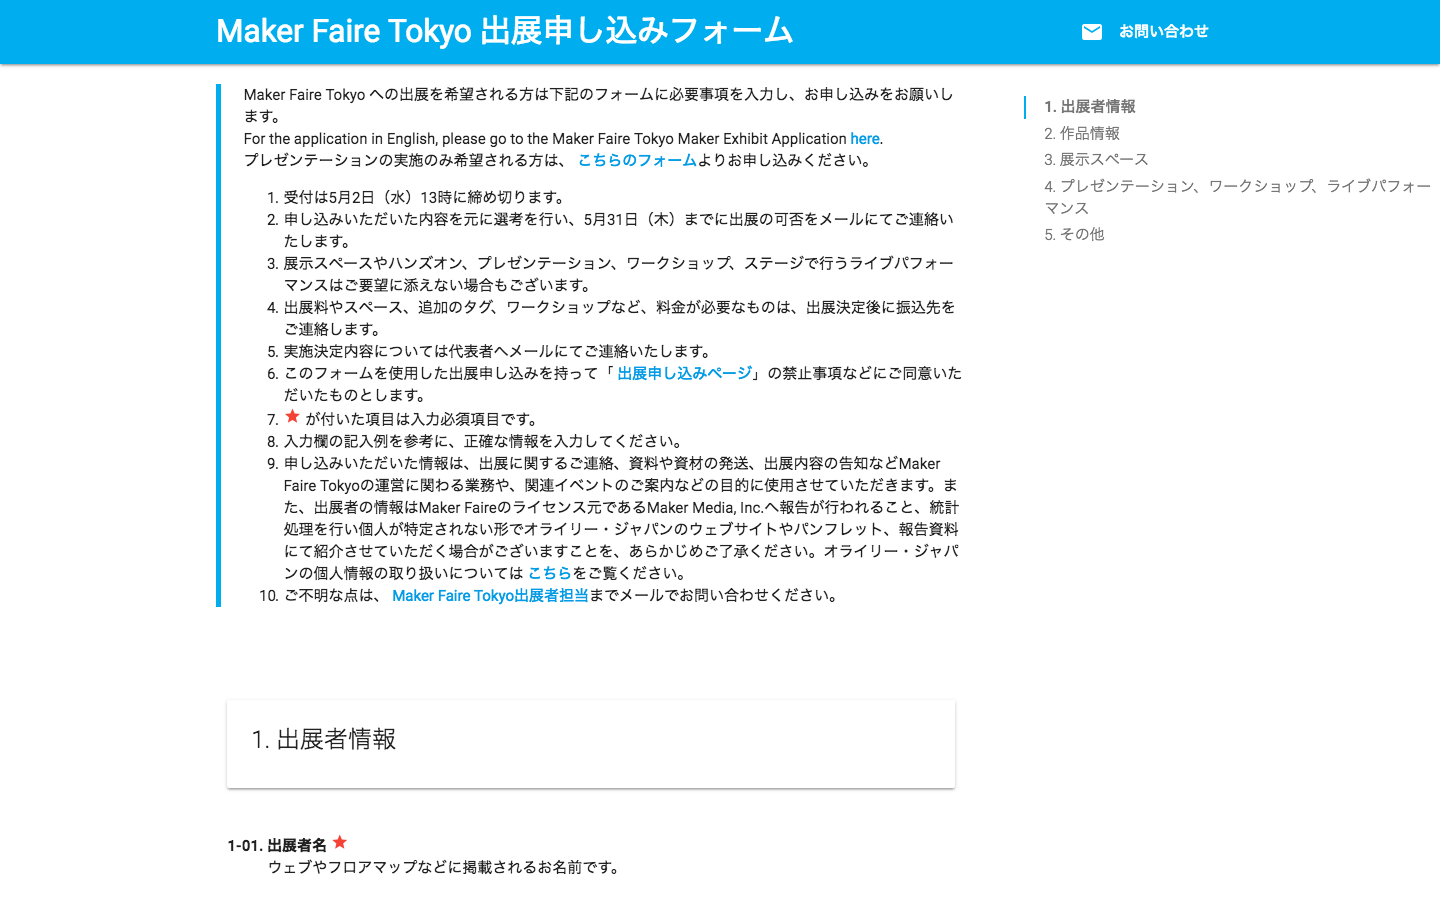 Maker Faire Tokyo 出展申し込みフォーム
お問い合わせ
Maker Faire Tokyo への出展を希望される方は下記のフォームに必要事項を入力し、お申し込みをお願いし
ます。
For the application in English, please go to the Maker Faire Tokyo Maker Exhibit Application here.
プレゼンテーションの実施のみ希望される方は、 こちらのフォームよりお申し込みください。
1. 受付は5月2日（水）13時に締め切ります。
2. 申し込みいただいた内容を元に選考を行い、5月31日（木）までに出展の可否をメールにてご連絡い
たします。
3. 展示スペースやハンズオン、プレゼンテーション、ワークショップ、ステージで行うライブパフォー
マンスはご要望に添えない場合もございます。
4. 出展料やスペース、追加のタグ、ワークショップなど、料金が必要なものは、出展決定後に振込先を
ご連絡します。
5. 実施決定内容については代表者へメールにてご連絡いたします。
6. このフォームを使用した出展申し込みを持って「 出展申し込みページ」の禁止事項などにご同意いた
だいたものとします。
7. ★ が付いた項目は入力必須項目です。
8. 入力欄の記入例を参考に、正確な情報を入力してください。
9. 申し込みいただいた情報は、出展に関するご連絡、資料や資材の発送、出展内容の告知などMaker
Faire Tokyoの運営に関わる業務や、関連イベントのご案内などの目的に使用させていただきます。ま
た、出展者の情報はMaker Faireのライセンス元であるMaker Media, Inc.へ報告が行われること、統計
処理を行い個人が特定されない形でオライリー・ジャパンのウェブサイトやパンフレット、報告資料
にて紹介させていただく場合がございますことを、あらかじめご了承ください。オライリー・ジャパ
ンの個人情報の取り扱いについては こちらをご覧ください。
10. ご不明な点は、 Maker Faire Tokyo出展者担当までメールでお問い合わせください。
1. 出展者情報
2. 作品情報
3. 展示スペース
4. プレゼンテーション、ワークショップ、ライブパフォー
マンス
5. その他
1. 出展者情報
1-01. 出展者名 ★
ウェブやフロアマップなどに掲載されるお名前です。